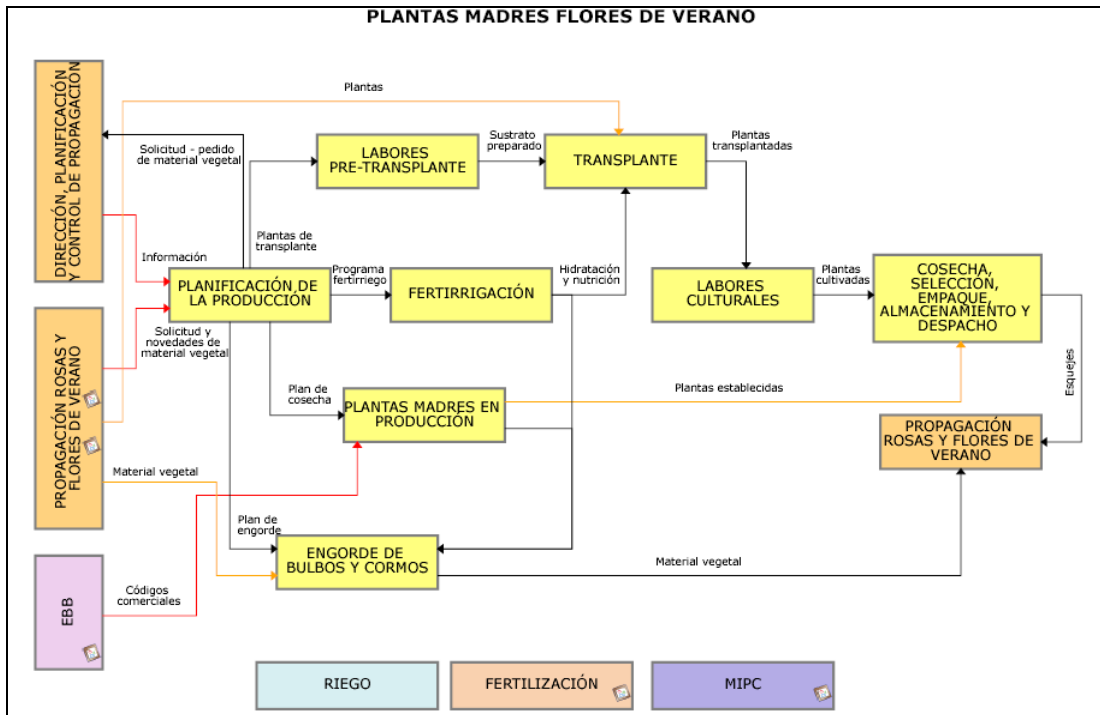 PLANTAS MADRES FLORES DE VERANO
DIRECCIÓN, PLANIFICACIÓN
Y CONTROL DE PROPAGACION
Plantas
Solicitud - pedido
de material vegetal
LABORES
PRE-TRANSPLANTE
Sustrato
preparado
TRANSPLANTE
Plantas
transplantadas
Plantas de
transplante
Información
PLANIFICACIÓN DE
LA PRODUCCIÓN
Programa
fertirriego
FERTIRRIGACIÓN
Hidratación
y nutrición
LABORES
CULTURALES
Plantas
cultivadas
COSECHA,
SELECCIÓN,
EMPAQUE,
ALMACENAMIENTO Y
DESPACHO
PROPAGACIÓN ROSAS Y
FLORES DE VERANO
Solicitud y
novedades de
material vegetal
Plan de
cosecha
PLANTAS MADRES EN
PRODUCCIÓN
Plantas establecidas
Esquejes
PROPAGACIÓN
ROSAS Y FLORES DE
VERANO
Material vegetal
Plan de
engorde
ENGORDE DE
BULBOS Y CORMOS
Material vegetal
EBB
Códigos
comerciales
RIEGO
FERTILIZACIÓN
MIPC